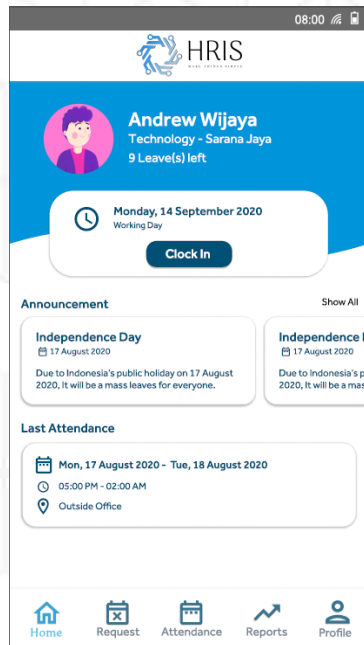 08:00
HRIS
MAKE THINGS SIMPLE
Andrew Wijaya
Technology - Sarana Jaya
9 Leave(s) left
Monday, 14 September 2020
Working Day
Clock In
Announcement
Show All
Independence Day
17 August 2020
Due to Indonesia's public holiday on 17 August
2020, It will be a mass leaves for everyone.
Independence
17 August 2020
Due to Indonesia's p
2020, It will be a mas
Last Attendance
Mon, 17 August 2020 - Tue, 18 August 2020
05:00 PM - 02:00 AM
Outside Office
Home
Request
Attendance
Reports
Profile